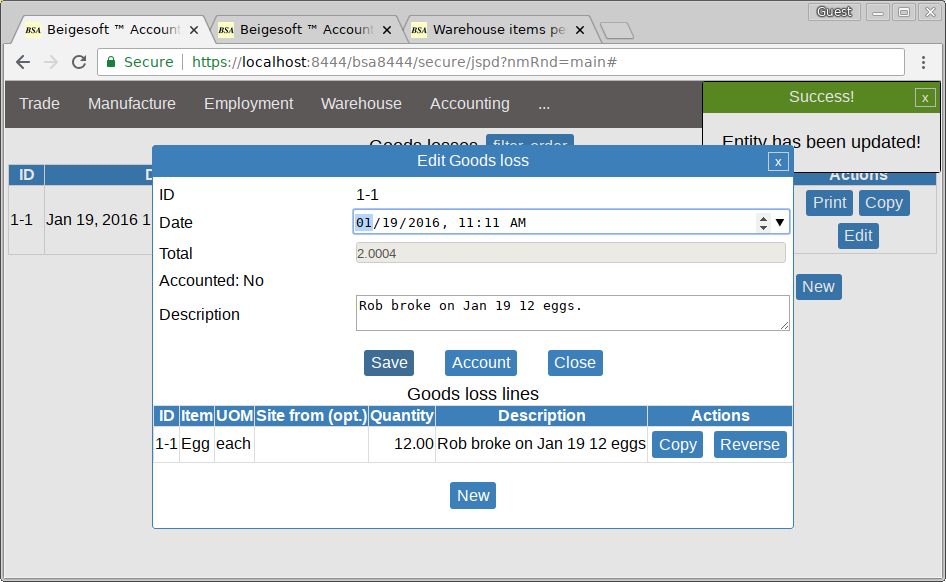 Guest
BSA Beigesoft ™ Account
BSA Beigesoft ™ Account
BSA Warehouse items pe
Secure https://localhost:8444/bsa8444/secure/jspd?nmRnd=main#
Trade Manufacture Employment Warehouse Account ...
Success! x
Entity has been updated!
Goods losses filter, order
Edit Goods loss x
ID D Actions
1-1 Jan 19, 2016 1 Print Copy
Edit
New
ID 1-1
Date 01/19/2016, 11:11 AM
Total 2.0004
Accounted: No
Description Rob broke on Jan 19 12 eggs.
Save Account Close
Goods loss lines
ID Item UOM Site from (opt.) Quantity Description Actions
1-1 Egg each 12.00 Rob broke on Jan 19 12 eggs Copy Reverse
New